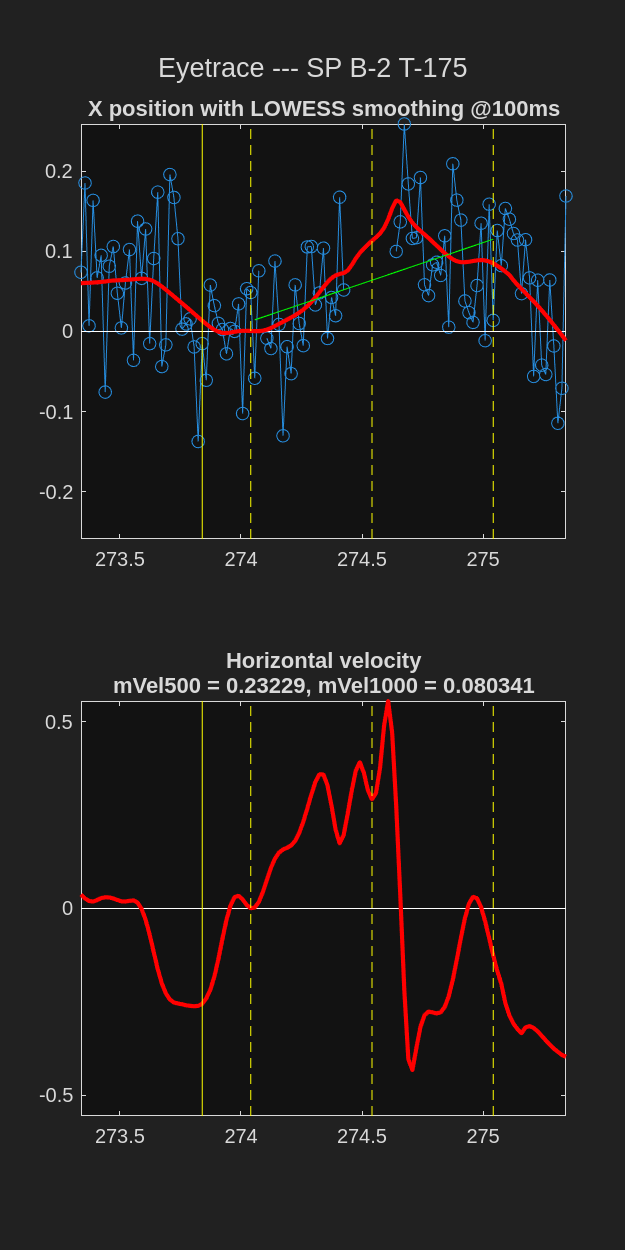 Eyetrace --- SP B-2 T-175
X position with LOWESS smoothing @100ms
0.2
0.1
0
-0.1
-0.2
273.5 274 274.5 275
Horizontal velocity
mVel500 = 0.23229, mVel1000 = 0.080341
0.5
0
-0.5
273.5 274 274.5 275